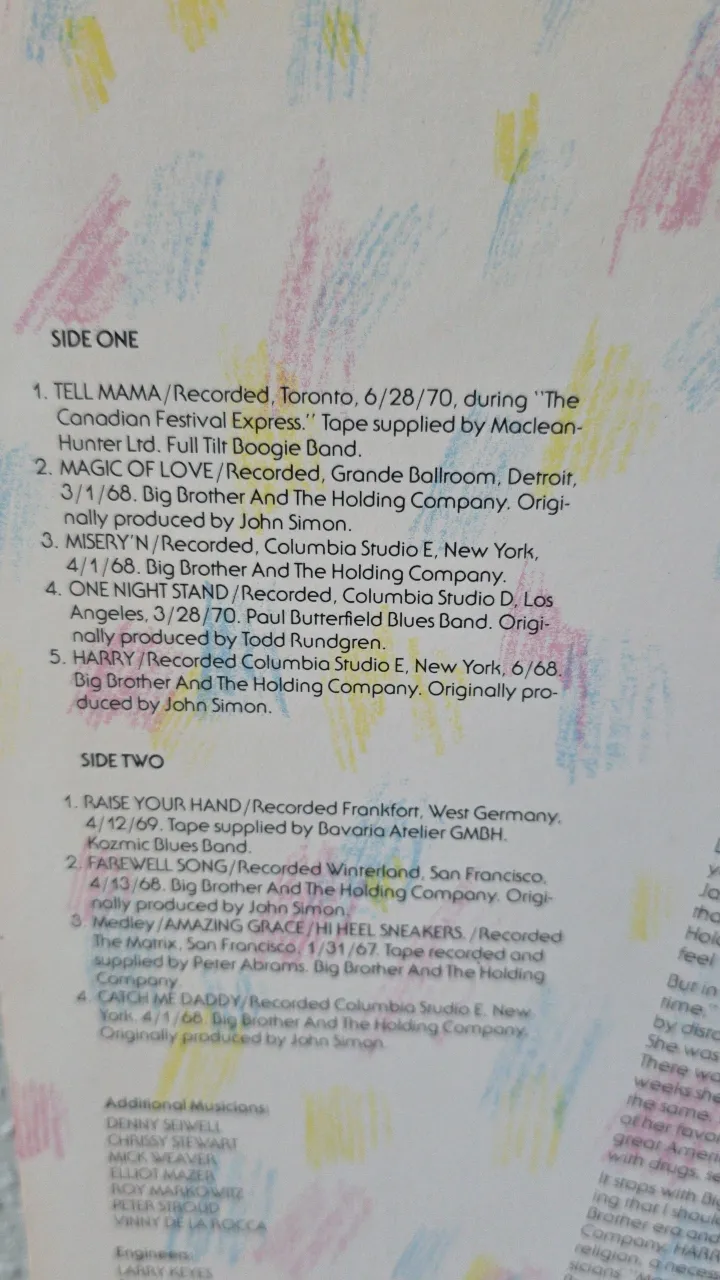 SIDE ONE
1. TELL MAMA/Recorded, Toronto, 6/28/70, during "The
Canadian Festival Express." Tape supplied by Maclean-
Hunter Ltd. Full Tilt Boogie Band.
2. MAGIC OF LOVE/Recorded, Grande Ballroom, Detroit,
3/1/68. Big Brother And The Holding Company. Origi-
nally produced by John Simon.
3. MISERY'N/Recorded, Columbia Studio E, New York,
4/1/68. Big Brother And The Holding Company.
4. ONE NIGHT STAND/Recorded, Columbia Studio D, Los
Angeles, 3/28/70. Paul Butterfield Blues Band. Origi-
nally produced by Todd Rundgren.
5. HARRY/Recorded Columbia Studio E, New York, 6/68.
Big Brother And The Holding Company. Originally pro-
duced by John Simon.
SIDE TWO
1. RAISE YOUR HAND/Recorded Frankfort, West Germany,
4/12/69. Tape supplied by Bavaria Atelier GMBH.
Kozmic Blues Band.
2. FAREWELL SONG/Recorded Winterland, San Francisco,
4/13/68. Big Brother And The Holding Company. Origi-
nally produced by John Simon.
3. Medley/AMAZING GRACE/HI HEEL SNEAKERS. /Recorded
The Matrix, San Francisco, 1/31/67. Tape recorded and
supplied by Peter Abrams. Big Brother And The Holding
Company.
4. CATCH ME DADDY/Recorded Columbia Studio E, New
York, 4/1/68. Big Brother And The Holding Company.
Originally produced by John Simon.
Additional Musicians:
DENNY SEIWELL
CHRISSY STEWART
MICK WEAVER
ELLIOT MAZER
ROY MARKOWITZ
PETER STROUD
VINNY DE LA ROCCA
Engineer:
LARRY KEYES
feel
But in
time."
by
She was
There
weeks she
the same.
of her
great
with drugs,
It stops with
ing that I
Brother era and
Company. HARR
religion, a